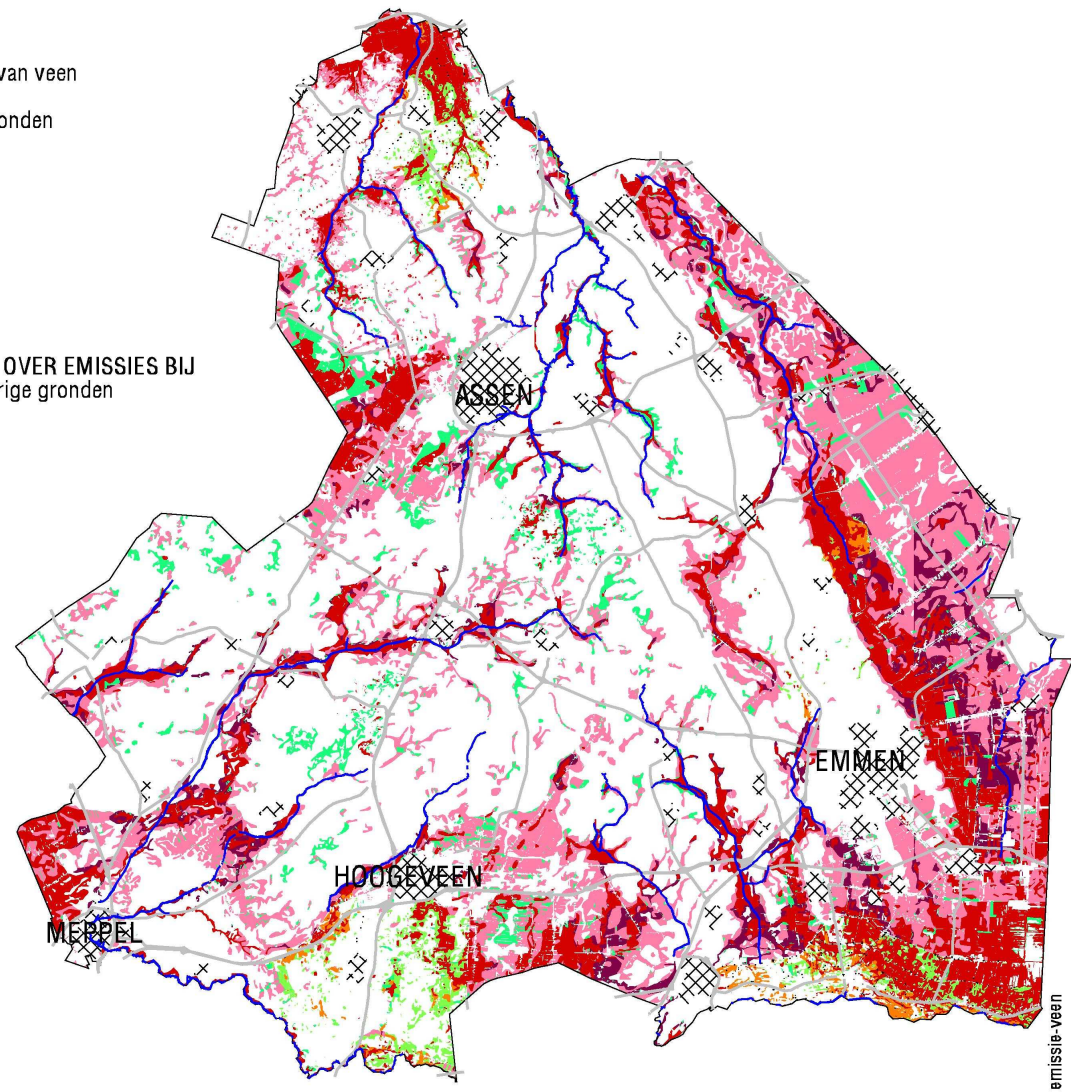 van veen
onden
OVER EMISSIES BIJ
rige gronden
ASSEN
EMMEN
HOOGEVEEN
MEPPEL
emissie-veen